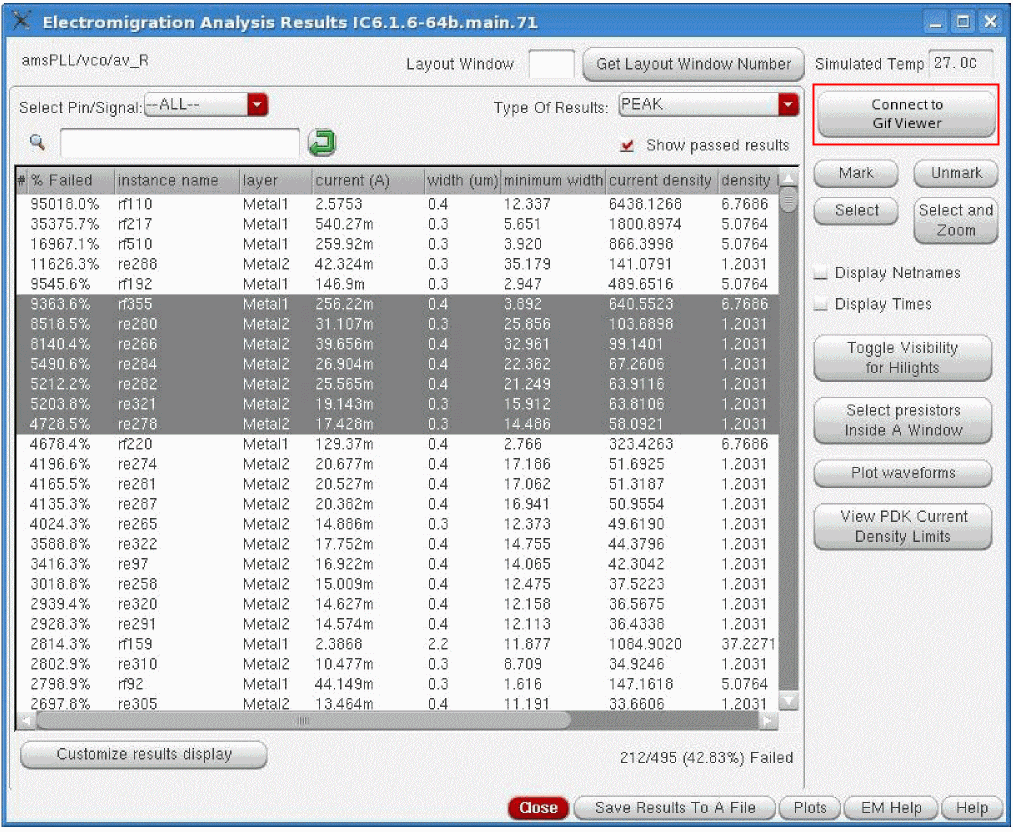 Electromigration Analysis Results IC6.1.6-64b.main.71
amsPLL/vco/av_R
Layout Window
Get Layout Window Number
Simulated Temp 27.0C
Select Pin/Signal: --ALL--
Type Of Results: PEAK
Connect to
Gif Viewer
Show passed results
Mark Unmark
Select
Select and
Zoom
Display Netnames
Display Times
Toggle Visibility
for Hilights
Select presistors
Inside A Window
Plot waveforms
View PDK Current
Density Limits
# % Failed instance name layer current (A) width (um) minimum width current density density
95018.0% rf110 Metal1 2.5753 0.4 12.337 6438.1268 6.7686
35375.7% rf217 Metal1 540.27m 0.3 5.651 1800.8974 5.0764
16967.1% rf510 Metal1 259.92m 0.3 3.920 866.3998 5.0764
11626.3% re288 Metal2 42.324m 0.3 35.179 141.0791 1.2031
9545.6% rf192 Metal1 146.9m 0.3 2.947 489.6516 5.0764
9363.6% rf355 Metal1 256.22m 0.4 3.892 640.5523 6.7686
8518.5% re280 Metal2 31.107m 0.3 25.856 103.6898 1.2031
8140.4% re266 Metal2 39.656m 0.4 32.961 99.1401 1.2031
5490.6% re284 Metal2 26.904m 0.4 22.362 67.2606 1.2031
5212.2% re282 Metal2 25.565m 0.4 21.249 63.9116 1.2031
5203.8% re321 Metal2 19.143m 0.3 15.912 63.8106 1.2031
4728.5% re278 Metal2 17.428m 0.3 14.486 58.0921 1.2031
4678.4% rf220 Metal1 129.37m 0.4 2.766 323.4263 6.7686
4196.6% re274 Metal2 20.677m 0.4 17.186 51.6925 1.2031
4165.5% re281 Metal2 20.527m 0.4 17.062 51.3187 1.2031
4135.3% re287 Metal2 20.382m 0.4 16.941 50.9554 1.2031
4024.3% re265 Metal2 14.886m 0.3 12.373 49.6190 1.2031
3588.8% re322 Metal2 17.752m 0.4 14.755 44.3796 1.2031
3416.3% re97 Metal2 16.922m 0.4 14.065 42.3042 1.2031
3018.8% re258 Metal2 15.009m 0.4 12.475 37.5223 1.2031
2939.4% re320 Metal2 14.627m 0.4 12.158 36.5675 1.2031
2928.3% re291 Metal2 14.574m 0.4 12.113 36.4338 1.2031
2814.3% rf159 Metal1 2.3868 2.2 11.877 1084.9020 37.2271
2802.9% re310 Metal2 10.477m 0.3 8.709 34.9246 1.2031
2798.9% rf92 Metal1 44.149m 0.3 1.616 147.1618 5.0764
2697.8% re305 Metal2 13.464m 0.4 11.191 33.6606 1.2031
Customize results display
212/495 (42.83%) Failed
Close
Save Results To A File
Plots
EM Help
Help